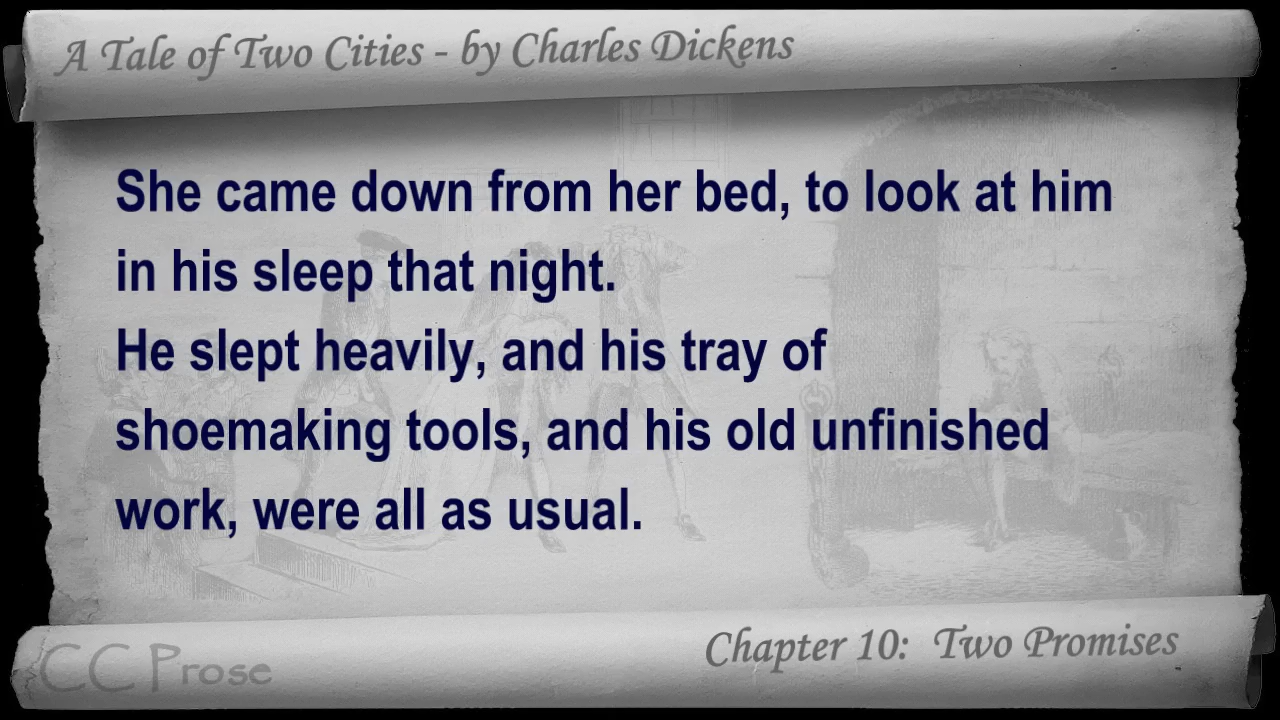 A Tale of Two Cities - by Charles Dickens
She came down from her bed, to look at him
in his sleep that night.
He slept heavily, and his tray of
shoemaking tools, and his old unfinished
work, were all as usual.
Chapter 10: Two Promises
CC Prose